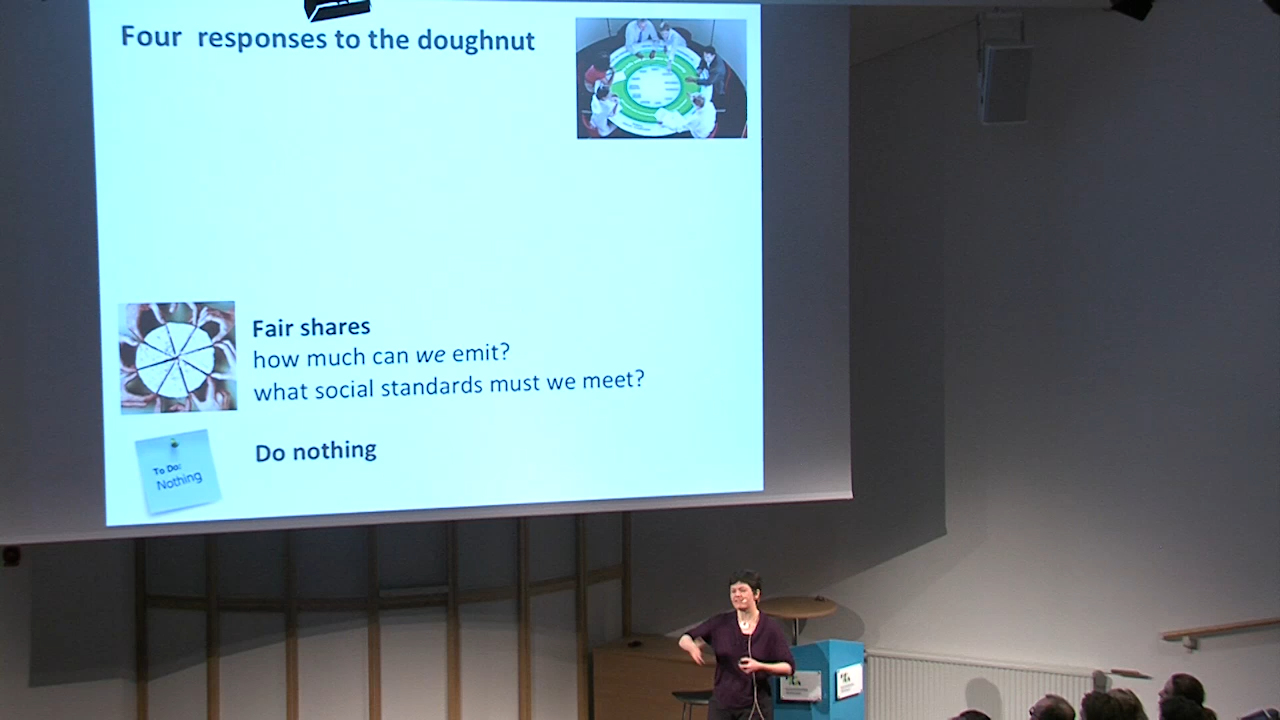 Four responses to the doughnut
Fair shares
how much can we emit?
what social standards must we meet?
To Do:
Nothing
Do nothing